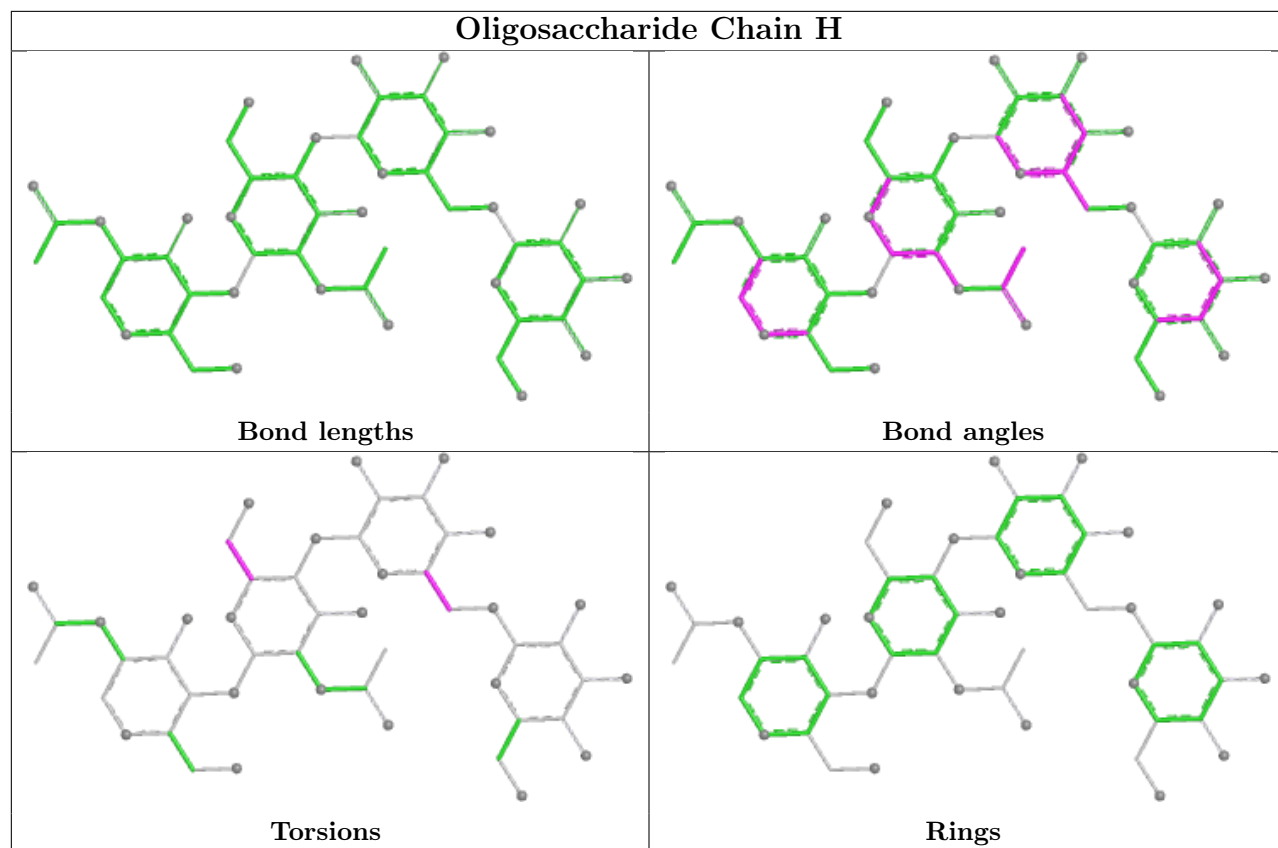 Oligosaccharide Chain H
Bond lengths
Bond angles
Torsions
Rings